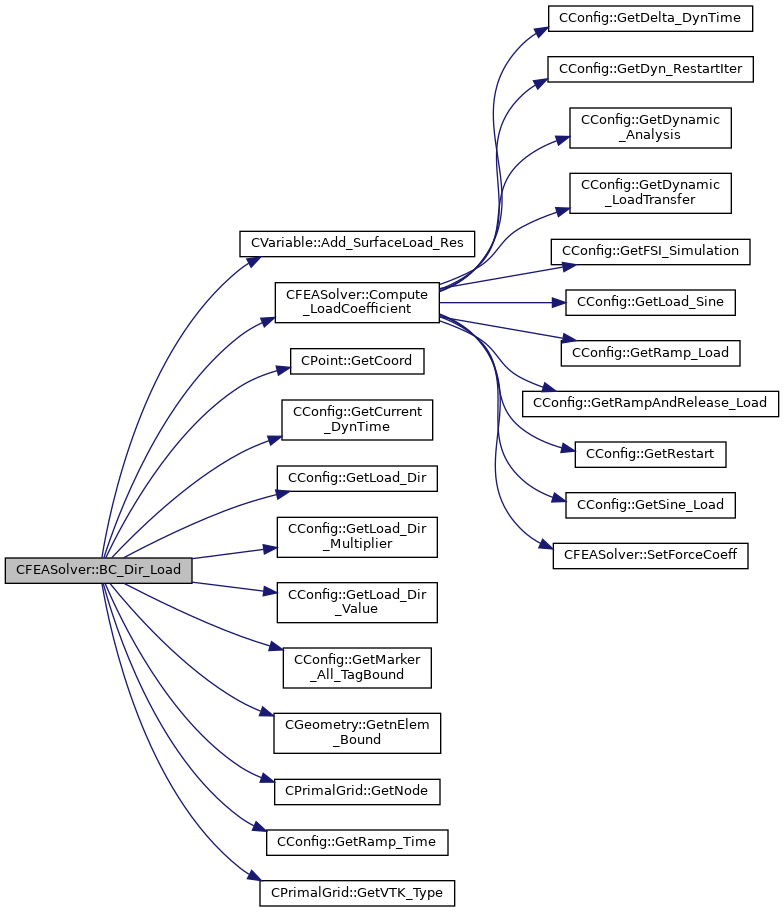 CFEASolver::BC_Dir_Load
CVariable::Add_SurfaceLoad_Res
CFEASolver::Compute
_LoadCoefficient
CPoint::GetCoord
CConfig::GetCurrent
_DynTime
CConfig::GetLoad_Dir
CConfig::GetLoad_Dir
_Multiplier
CConfig::GetLoad_Dir
_Value
CConfig::GetMarker
_All_TagBound
CGeometry::GetnElem
_Bound
CPrimalGrid::GetNode
CConfig::GetRamp_Time
CPrimalGrid::GetVTK_Type
CConfig::GetDelta_DynTime
CConfig::GetDyn_RestartIter
CConfig::GetDynamic
_Analysis
CConfig::GetDynamic
_LoadTransfer
CConfig::GetFSI_Simulation
CConfig::GetLoad_Sine
CConfig::GetRamp_Load
CConfig::GetRampAndRelease_Load
CConfig::GetRestart
CConfig::GetSine_Load
CFEASolver::SetForceCoeff